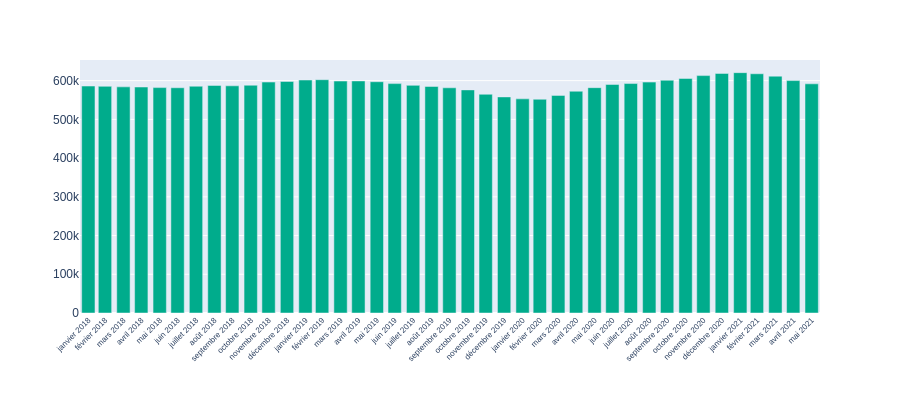 600k
500k
400k
300k
200k
100k
0
janvier 2018
février 2018
mars 2018
avril 2018
mai 2018
juin 2018
juillet 2018
août 2018
septembre 2018
octobre 2018
novembre 2018
décembre 2018
janvier 2019
février 2019
mars 2019
avril 2019
mai 2019
juin 2019
juillet 2019
août 2019
septembre 2019
octobre 2019
novembre 2019
décembre 2019
janvier 2020
février 2020
mars 2020
avril 2020
mai 2020
juin 2020
juillet 2020
août 2020
septembre 2020
octobre 2020
novembre 2020
décembre 2020
janvier 2021
février 2021
mars 2021
avril 2021
mai 2021